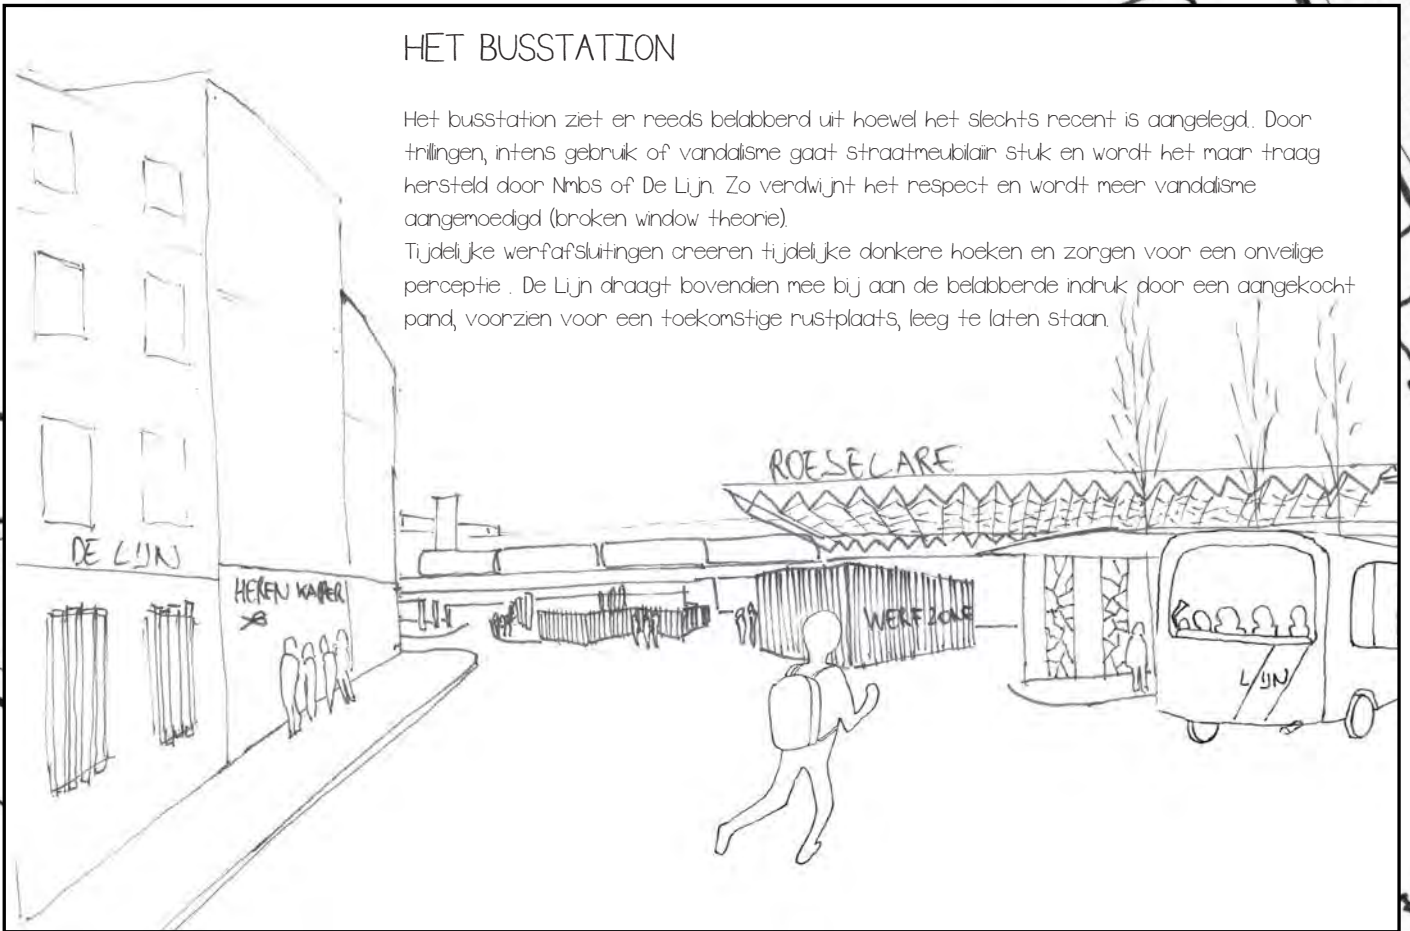 HET BUSSTATION
Het busstation ziet er reeds belabberd uit hoewel het slechts recent is aangelegd.. Door
trillingen, intens gebruik of vandalisme gaat straatmeubilair stuk en wordt het maar traag
hersteld door Nmbs of De Lijn. Zo verdwijnt het respect en wordt meer vandalisme
aangemoedigd (broken window theorie).
Tijdelijke werfafsluitingen creeren tijdelijke donkere hoeken en zorgen voor een onveilige
perceptie . De Lijn draagt bovendien mee bij aan de belabberde indruk door een aangekocht
pand, voorzien voor een toekomstige rustplaats, leeg te laten staan.
ROESELARE
DE LIJN
HEREN KAPPER
WERFZONE
LIJN